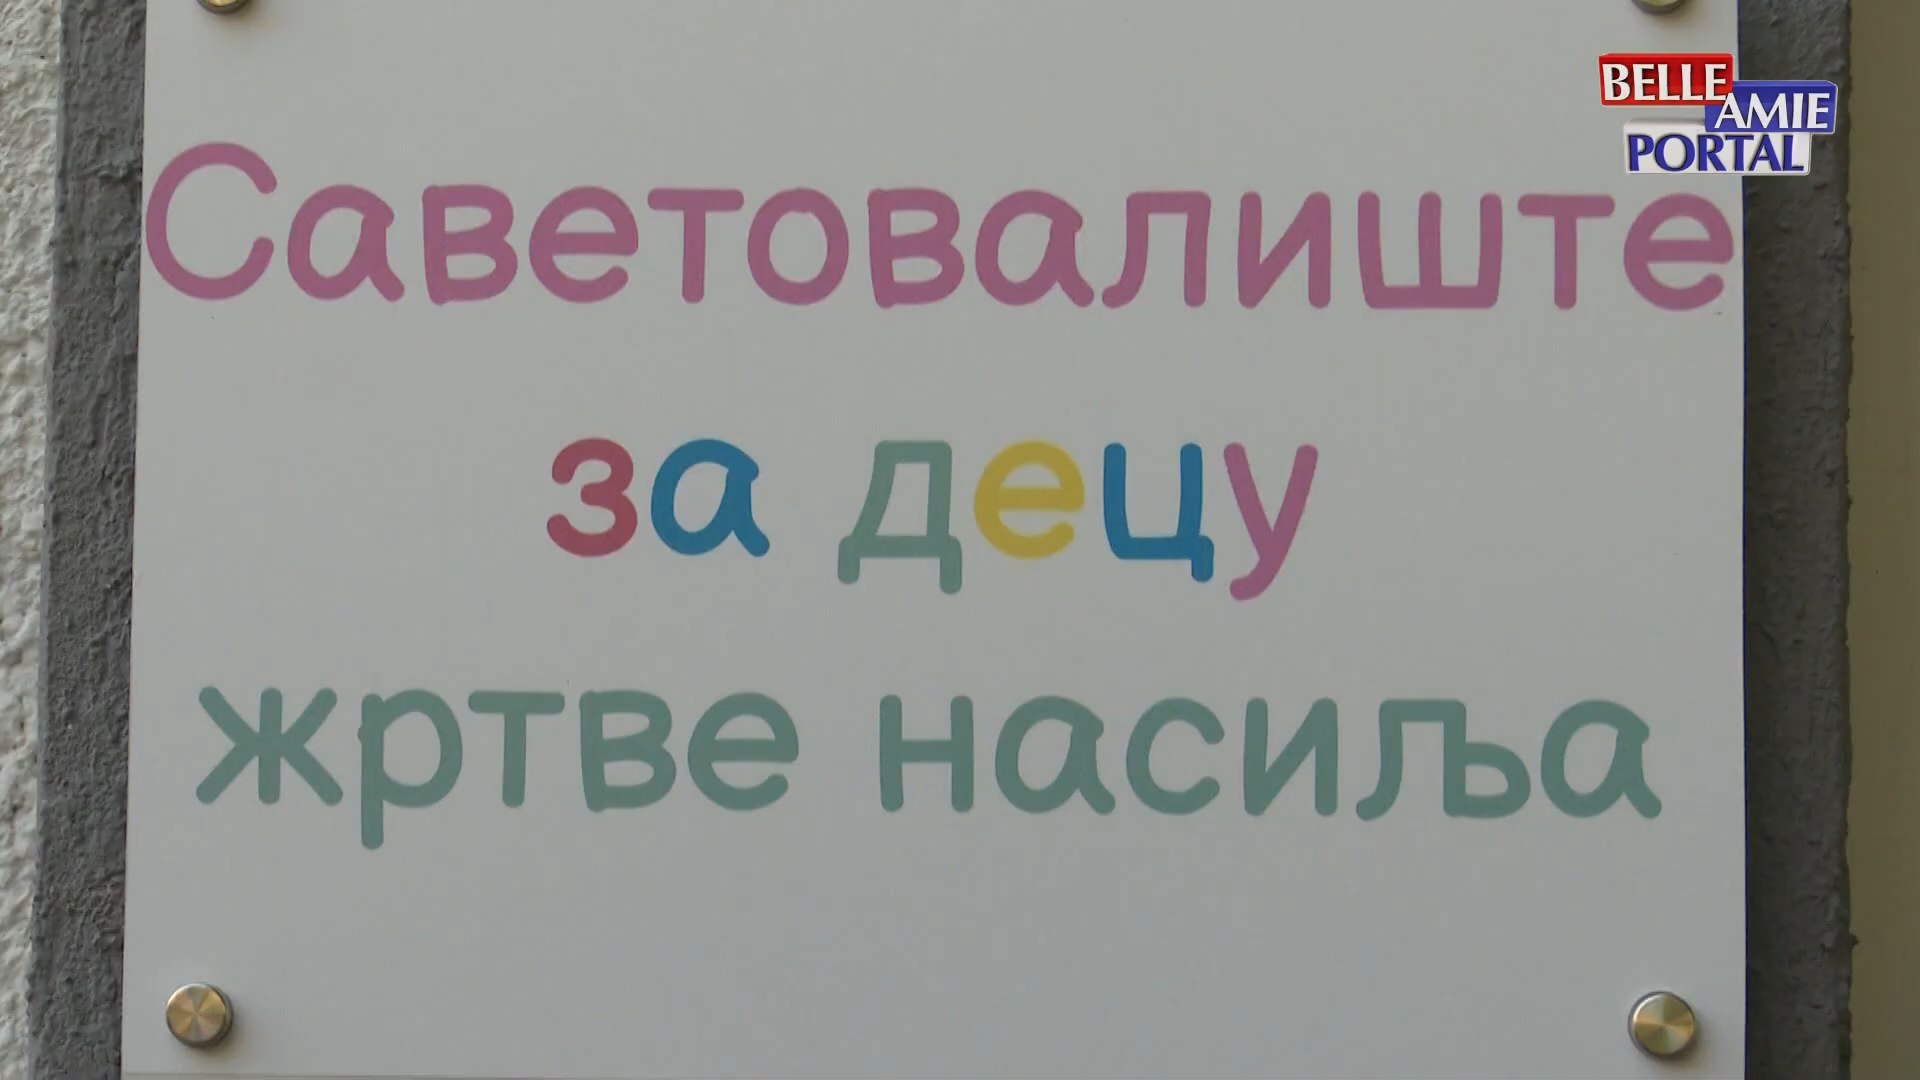 BELLE
AMIE
PORTAL
Саветовалиште
за децу
жртве насиља